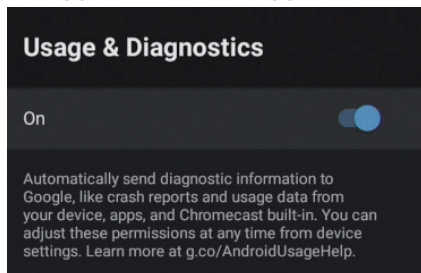 Usage & Diagnostics
On
Automatically send diagnostic information to
Google, like crash reports and usage data from
your device, apps, and Chromecast built-in. You can
adjust these permissions at any time from device
settings. Learn more at g.co/AndroidUsageHelp.